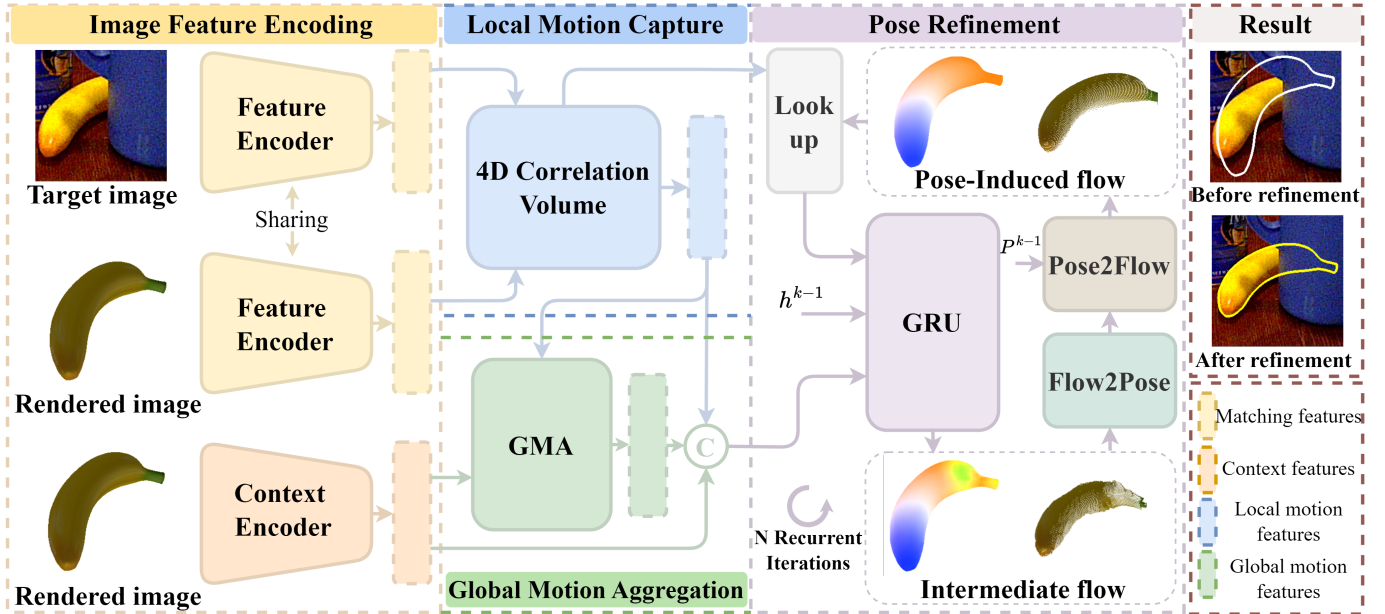 Image Feature Encoding
Target image
Feature
Encoder
Sharing
Rendered image
Feature
Encoder
Rendered image
Context
Encoder
Local Motion Capture
4D Correlation
Volume
GMA
C
Global Motion Aggregation
Pose Refinement
Look
up
Pose-Induced flow
h^{k-1}
GRU
P^{k-1}
Pose2Flow
Flow2Pose
N Recurrent
Iterations
Intermediate flow
Result
Before refinement
After refinement
Matching features
Context features
Local motion
features
Global motion
features